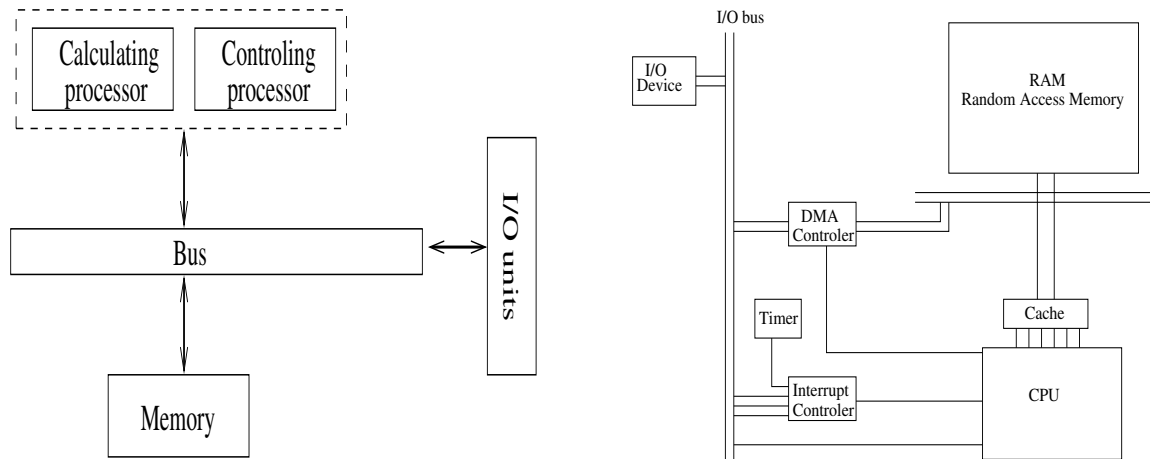 Calculating
processor
Controling
processor
Bus
I/O units
Memory
I/O bus
I/O
Device
RAM
Random Access Memory
DMA
Controler
Timer
Cache
Interrupt
Controler
CPU